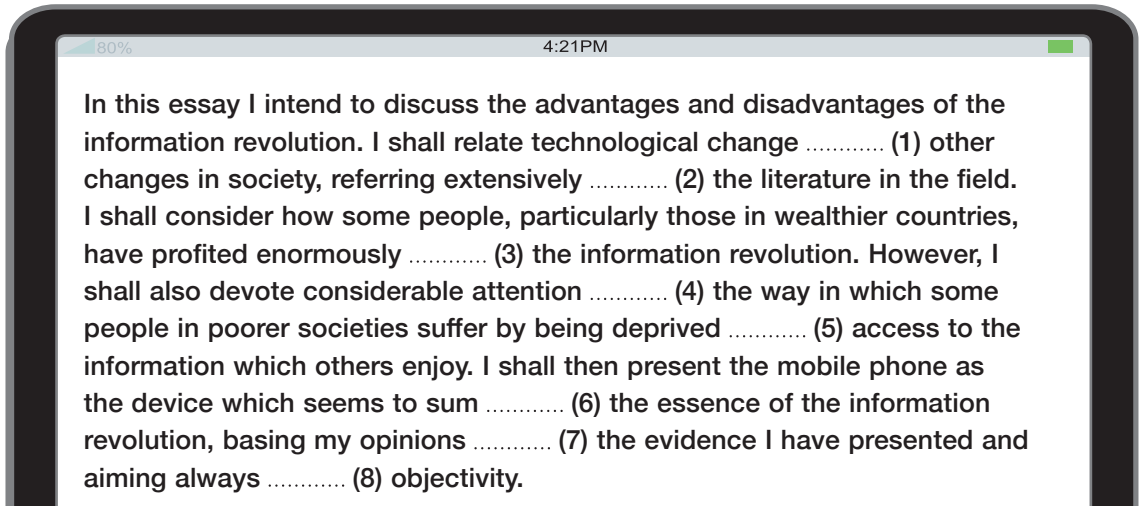 80% 4:21PM
In this essay I intend to discuss the advantages and disadvantages of the
information revolution. I shall relate technological change ............ (1) other
changes in society, referring extensively ............ (2) the literature in the field.
I shall consider how some people, particularly those in wealthier countries,
have profited enormously ............ (3) the information revolution. However, I
shall also devote considerable attention ............ (4) the way in which some
people in poorer societies suffer by being deprived ............ (5) access to the
information which others enjoy. I shall then present the mobile phone as
the device which seems to sum ............ (6) the essence of the information
revolution, basing my opinions ............ (7) the evidence I have presented and
aiming always ............ (8) objectivity.